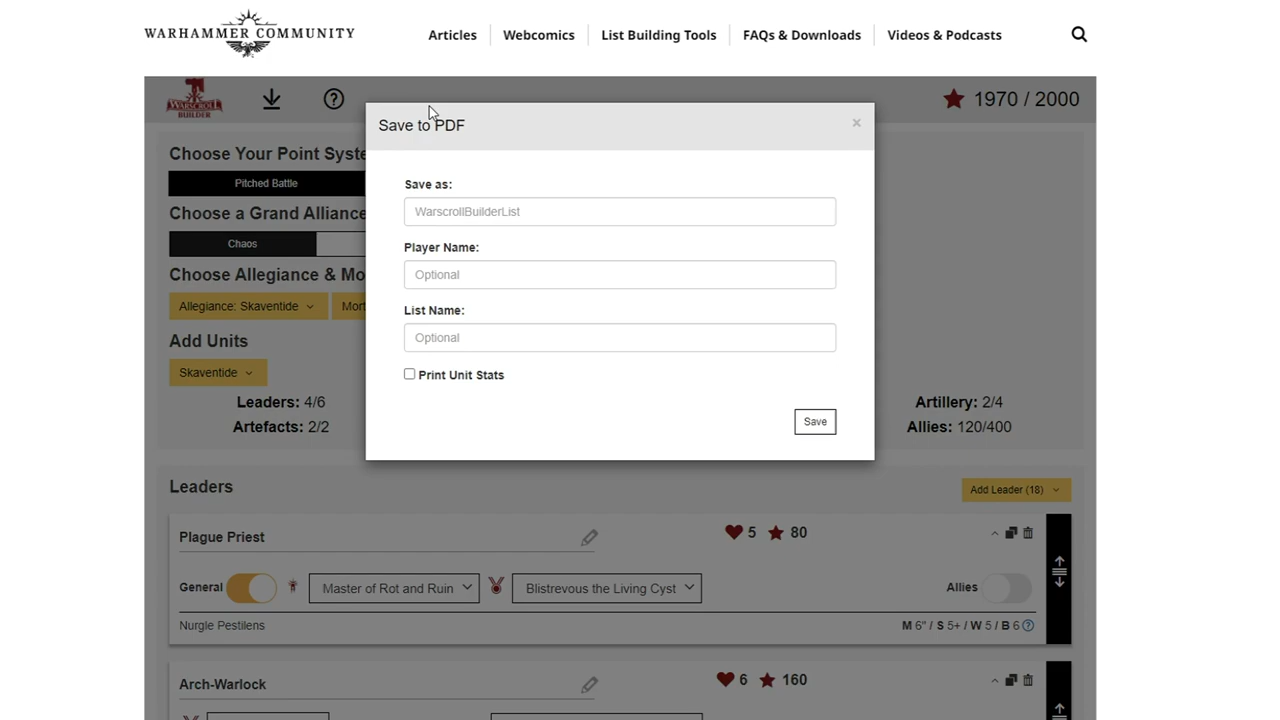 WARHAMMER COMMUNITY
Articles
Webcomics
List Building Tools
FAQs & Downloads
Videos & Podcasts
WARSCROLL
BUILDER
1970 / 2000
Save to PDF
×
Save as:
WarscrollBuilderList
Player Name:
Optional
List Name:
Optional
Print Unit Stats
Save
Choose Your Point Syste
Pitched Battle
Choose a Grand Alliance
Chaos
Choose Allegiance & Mo
Allegiance: Skaventide
Mort
Add Units
Skaventide
Leaders: 4/6
Artillery: 2/4
Artefacts: 2/2
Allies: 120/400
Leaders
Add Leader (18)
Plague Priest
5
80
General
Master of Rot and Ruin
Blistrevous the Living Cyst
Allies
Nurgle Pestilens
M 6" / S 5+ / W 5 / B 6
Arch-Warlock
6
160